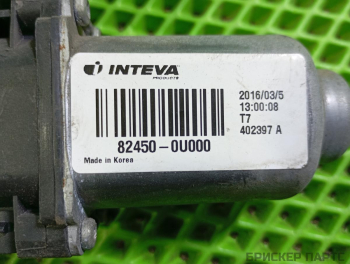 INTEVA
PRODUCTS
2016/03/5
13:00:08
T7
402397 A
82450-0U000
Made in Korea
БРИСКЕР ПАРТС